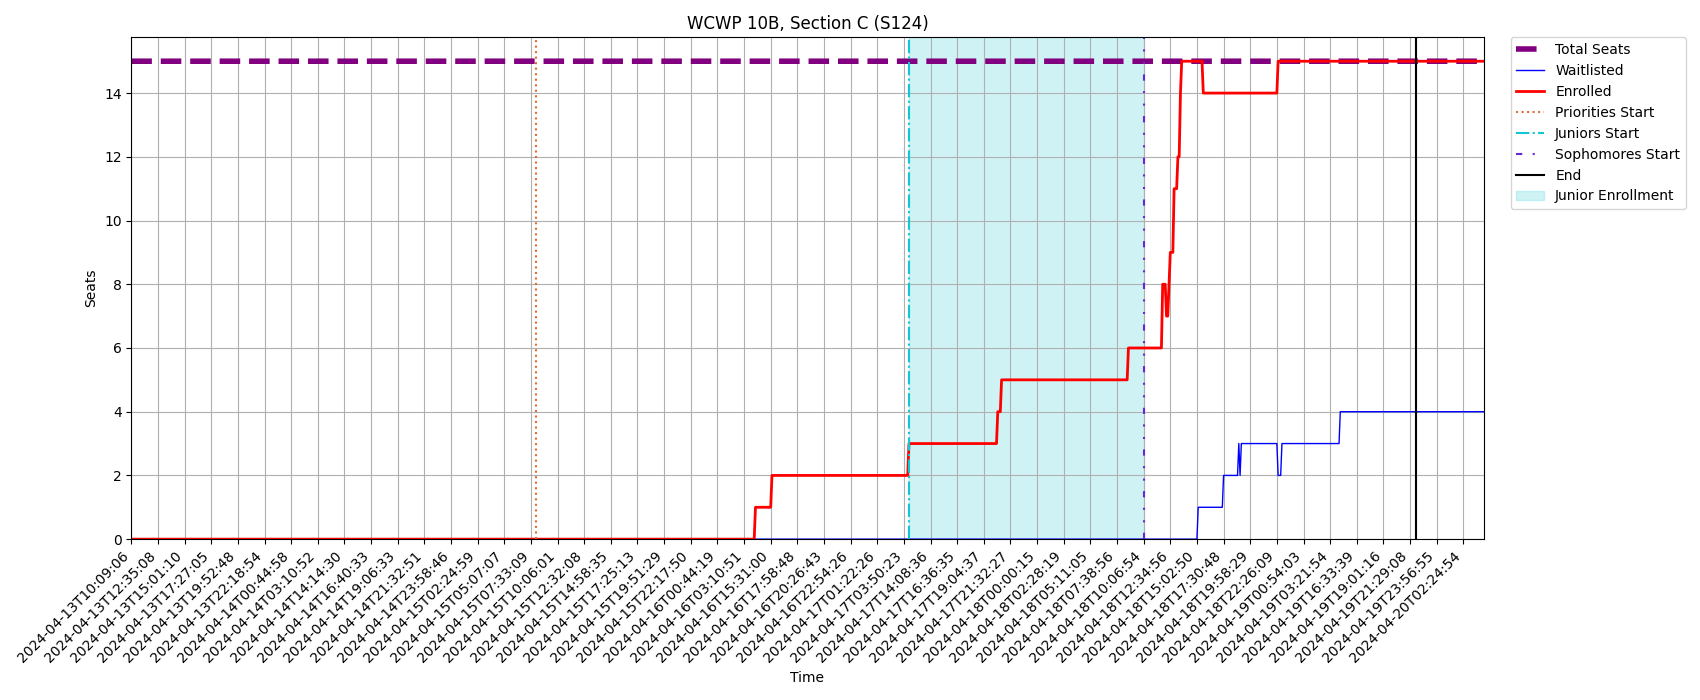 WCWP 10B, Section C (S124)
Total Seats
Waitlisted
Enrolled
Priorities Start
Juniors Start
Sophomores Start
End
Junior Enrollment
Seats
14
12
10
8
6
4
2
0
2024-04-13T10:09:06
2024-04-13T12:35:08
2024-04-13T15:01:10
2024-04-13T17:27:05
2024-04-13T19:52:48
2024-04-13T22:18:54
2024-04-14T00:44:58
2024-04-14T03:10:52
2024-04-14T14:14:30
2024-04-14T16:40:33
2024-04-14T19:06:33
2024-04-14T21:32:51
2024-04-14T23:58:46
2024-04-15T02:24:59
2024-04-15T05:07:07
2024-04-15T07:33:09
2024-04-15T10:06:01
2024-04-15T12:32:08
2024-04-15T14:58:35
2024-04-15T17:25:13
2024-04-15T19:51:29
2024-04-15T22:17:50
2024-04-16T00:44:19
2024-04-16T03:10:51
2024-04-16T15:31:00
2024-04-16T17:58:48
2024-04-16T20:26:43
2024-04-16T22:54:26
2024-04-17T01:22:26
2024-04-17T03:50:23
2024-04-17T14:08:36
2024-04-17T16:36:35
2024-04-17T19:04:37
2024-04-17T21:32:27
2024-04-18T00:00:15
2024-04-18T02:28:19
2024-04-18T05:11:05
2024-04-18T07:38:56
2024-04-18T10:06:54
2024-04-18T12:34:56
2024-04-18T15:02:50
2024-04-18T17:30:48
2024-04-18T19:58:29
2024-04-18T22:26:09
2024-04-19T00:54:03
2024-04-19T03:21:54
2024-04-19T16:33:39
2024-04-19T19:01:16
2024-04-19T21:29:08
2024-04-19T23:56:55
2024-04-20T02:24:54
Time